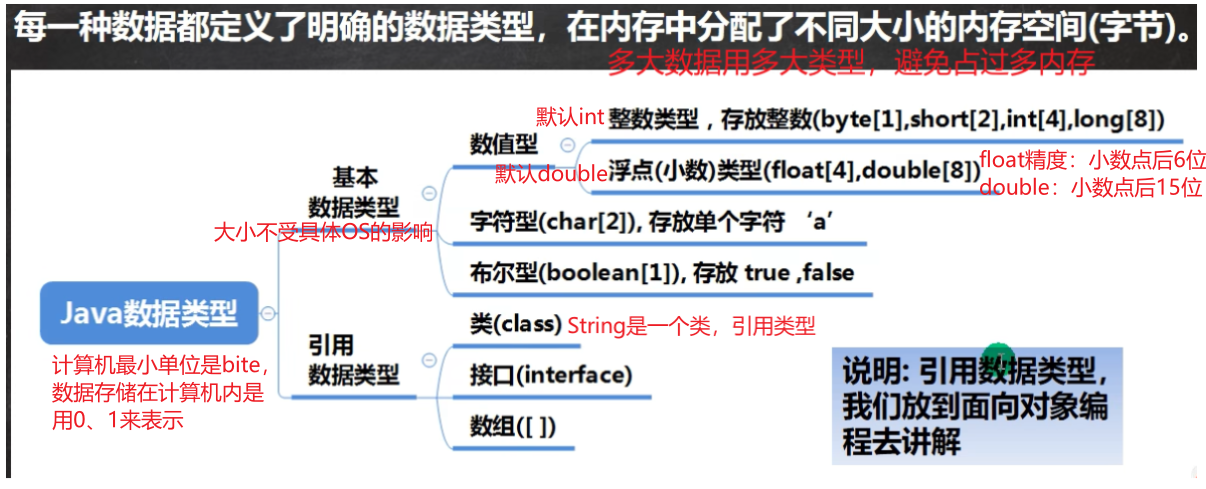 每一种数据都定义了明确的数据类型，在内存中分配了不同大小的内存空间(字节)。
多大数据用多大类型，避免占过多内存
默认int
整数类型，存放整数(byte[1],short[2],int[4],long[8])
数值型
默认double
浮点(小数)类型(float[4],double[8])
float精度：小数点后6位
double：小数点后15位
基本
数据类型
大小不受具体OS的影响
字符型(char[2]), 存放单个字符 ‘a’
布尔型(boolean[1]), 存放 true ,false
Java数据类型
计算机最小单位是bite，
数据存储在计算机内是
用0、1来表示
引用
数据类型
类(class)
String是一个类，引用类型
接口(interface)
数组([ ])
说明: 引用数据类型，
我们放到面向对象编
程去讲解